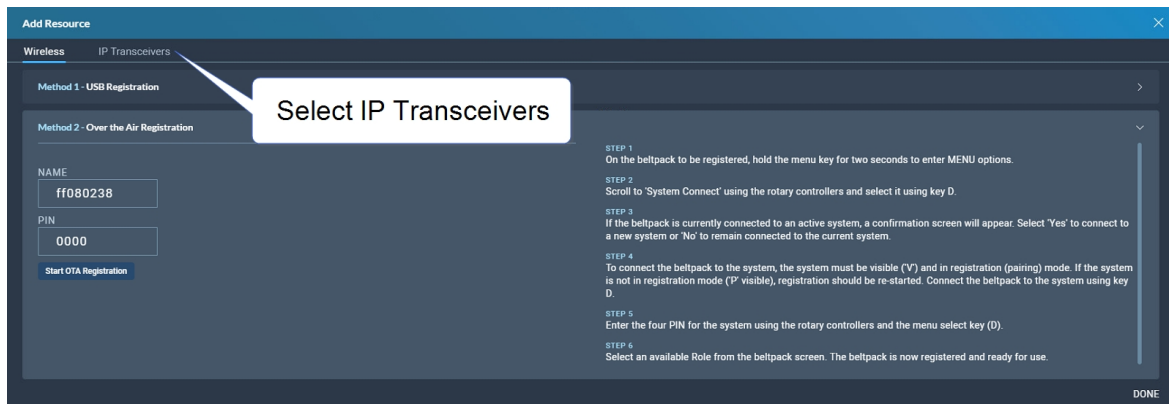 Add Resource
Wireless IP Transceivers
Method 1 - USB Registration
Select IP Transceivers
Method 2 - Over the Air Registration
NAME
ff080238
PIN
0000
Start OTA Registration
STEP 1
On the beltpack to be registered, hold the menu key for two seconds to enter MENU options.
STEP 2
Scroll to 'System Connect' using the rotary controllers and select it using key D.
STEP 3
If the beltpack is currently connected to an active system, a confirmation screen will appear. Select 'Yes' to connect to
a new system or 'No' to remain connected to the current system.
STEP 4
To connect the beltpack to the system, the system must be visible ('V') and in registration (pairing) mode. If the system
is not in registration mode ('P' visible), registration should be re-started. Connect the beltpack to the system using key
D.
STEP 5
Enter the four PIN for the system using the rotary controllers and the menu select key (D).
STEP 6
Select an available Role from the beltpack screen. The beltpack is now registered and ready for use.
DONE